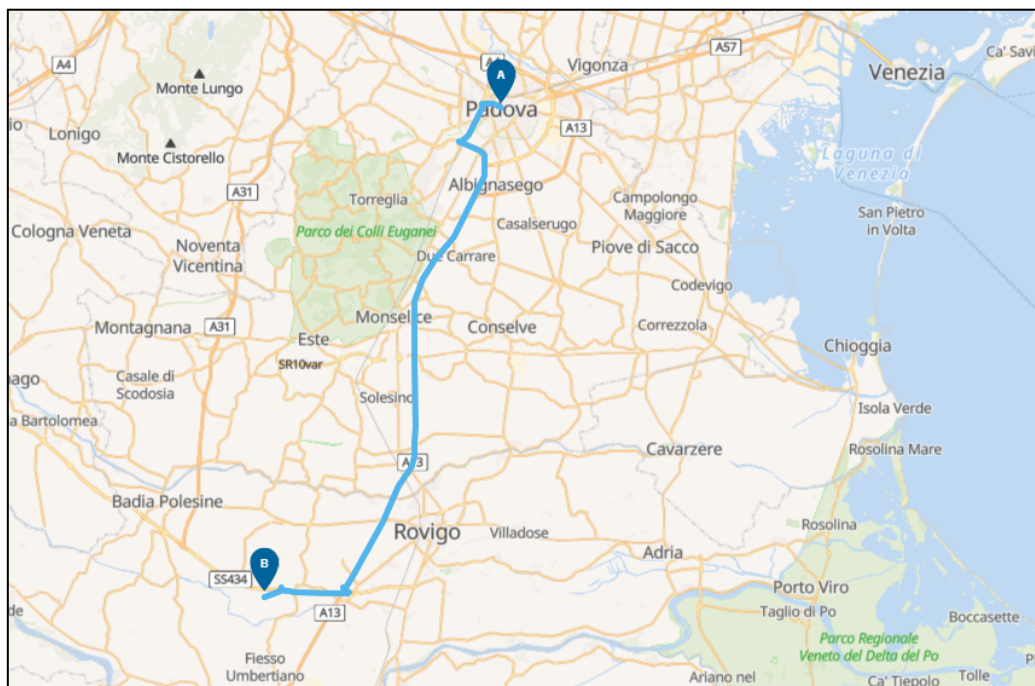 A57
A4
A4
Vigonza
Ca' Savi
Venezia
Monte Lungo
A
Padova
A13
Lonigo
Monte Cistorello
Laguna di
Venezia
A31
Albignasego
Torreglia
Campolongo
Maggiore
San Pietro
in Volta
Cologna Veneta
Parco dei Colli Euganei
Casalserugo
Noventa
Vicentina
Due Carrare
Piove di Sacco
Codevigo
Montagnana
A31
Monselice
Conselve
Correzzola
Este
Chioggia
SR10var
Casale di
Scodosia
Solesino
Isola Verde
a Bartolomea
Cavarzere
Rosolina Mare
Badia Polesine
Rovigo
Villadose
Rosolina
Adria
B
SS434
Porto Viro
A13
Taglio di Po
Boccasette
Fiesso
Umbertiano
Parco Regionale
Veneto del Delta del Po
Ariano nel
Ca' Tiepolo
Tolle